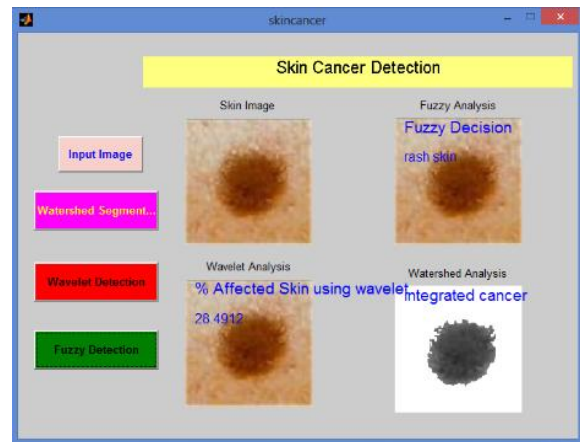 skincancer
Skin Cancer Detection
Skin Image
Fuzzy Analysis
Fuzzy Decision
rash skin
Input Image
Watershed Segment...
Wavelet Analysis
Watershed Analysis
% Affected Skin using wavelet
Integrated cancer
28.4912
Wavelet Detection
Fuzzy Detection